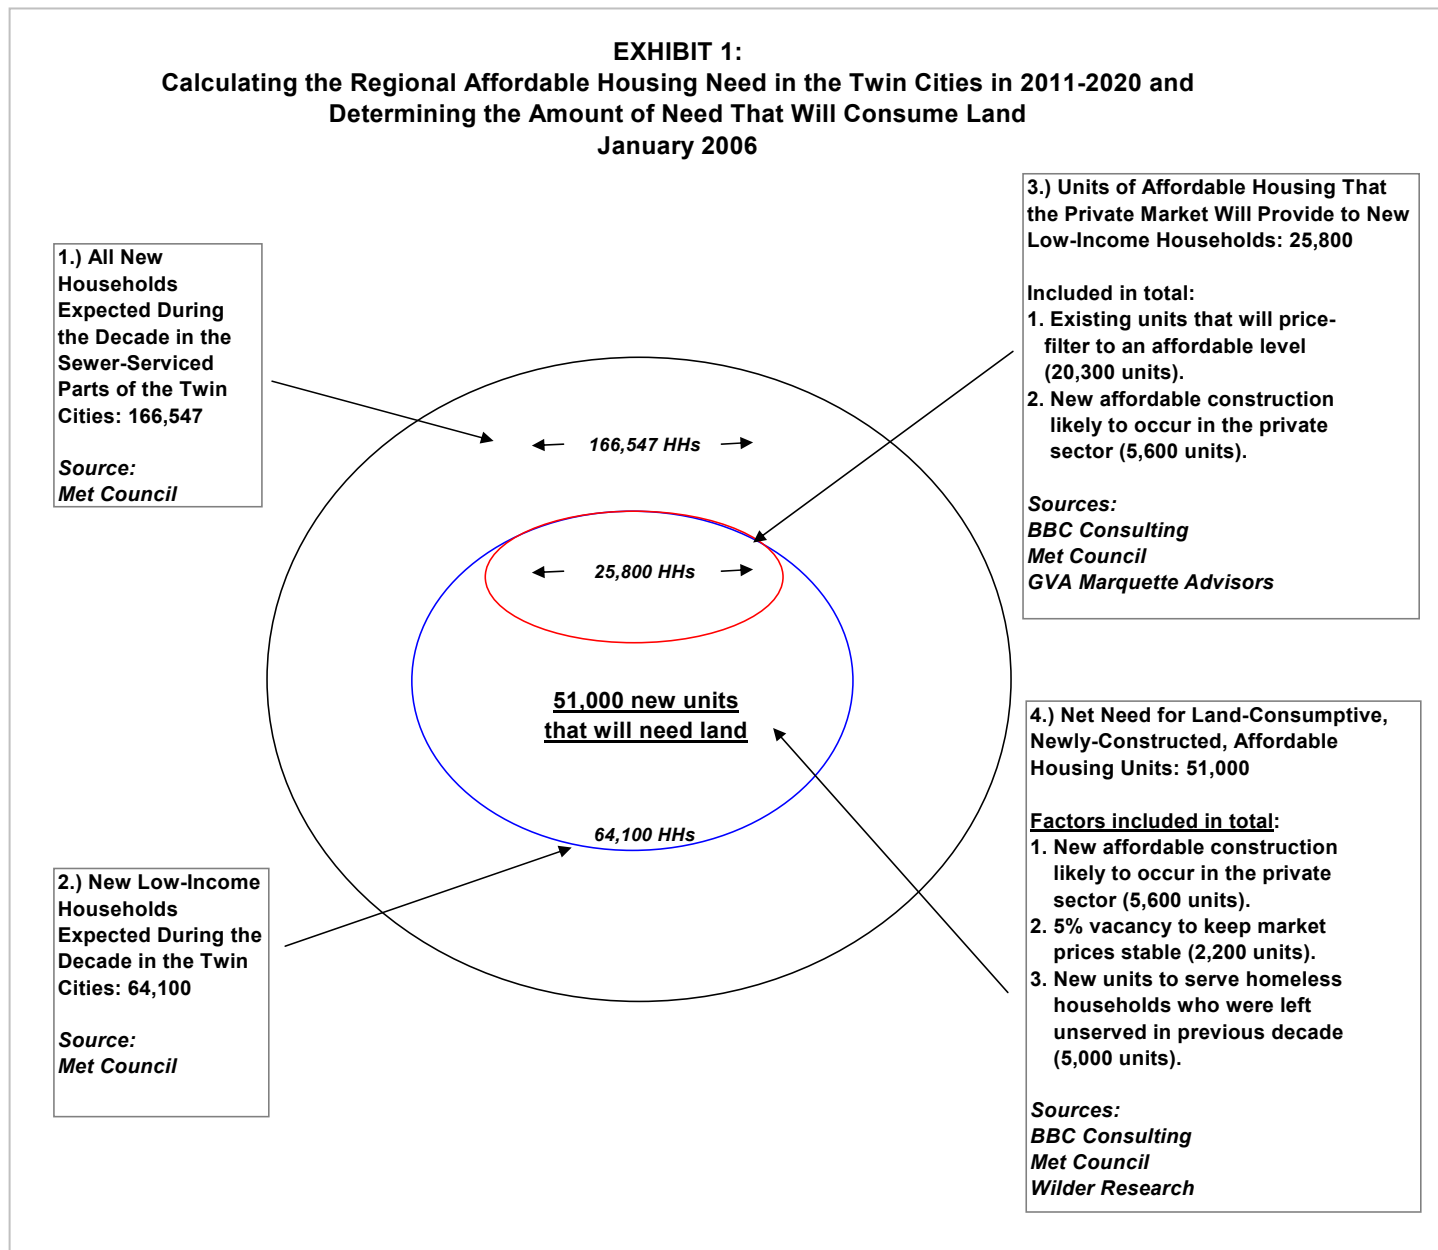 EXHIBIT 1:
Calculating the Regional Affordable Housing Need in the Twin Cities in 2011-2020 and
Determining the Amount of Need That Will Consume Land
January 2006
1.) All New
Households
Expected During
the Decade in the
Sewer-Serviced
Parts of the Twin
Cities: 166,547
Source:
Met Council
3.) Units of Affordable Housing That
the Private Market Will Provide to New
Low-Income Households: 25,800
Included in total:
1. Existing units that will price-
filter to an affordable level
(20,300 units).
2. New affordable construction
likely to occur in the private
sector (5,600 units).
Sources:
BBC Consulting
Met Council
GVA Marquette Advisors
166,547 HHs
25,800 HHs
51,000 new units
that will need land
64,100 HHs
2.) New Low-Income
Households
Expected During the
Decade in the Twin
Cities: 64,100
Source:
Met Council
4.) Net Need for Land-Consumptive,
Newly-Constructed, Affordable
Housing Units: 51,000
Factors included in total:
1. New affordable construction
likely to occur in the private
sector (5,600 units).
2. 5% vacancy to keep market
prices stable (2,200 units).
3. New units to serve homeless
households who were left
unserved in previous decade
(5,000 units).
Sources:
BBC Consulting
Met Council
Wilder Research